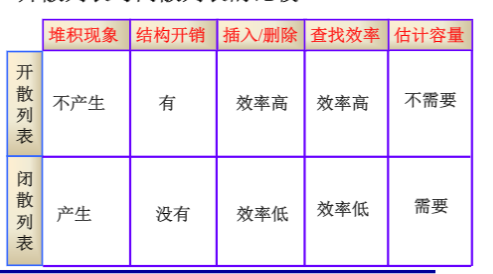 堆积现象 结构开销 插入/删除 查找效率 估计容量
开散列表 不产生 有 效率高 效率高 不需要
闭散列表 产生 没有 效率低 效率低 需要